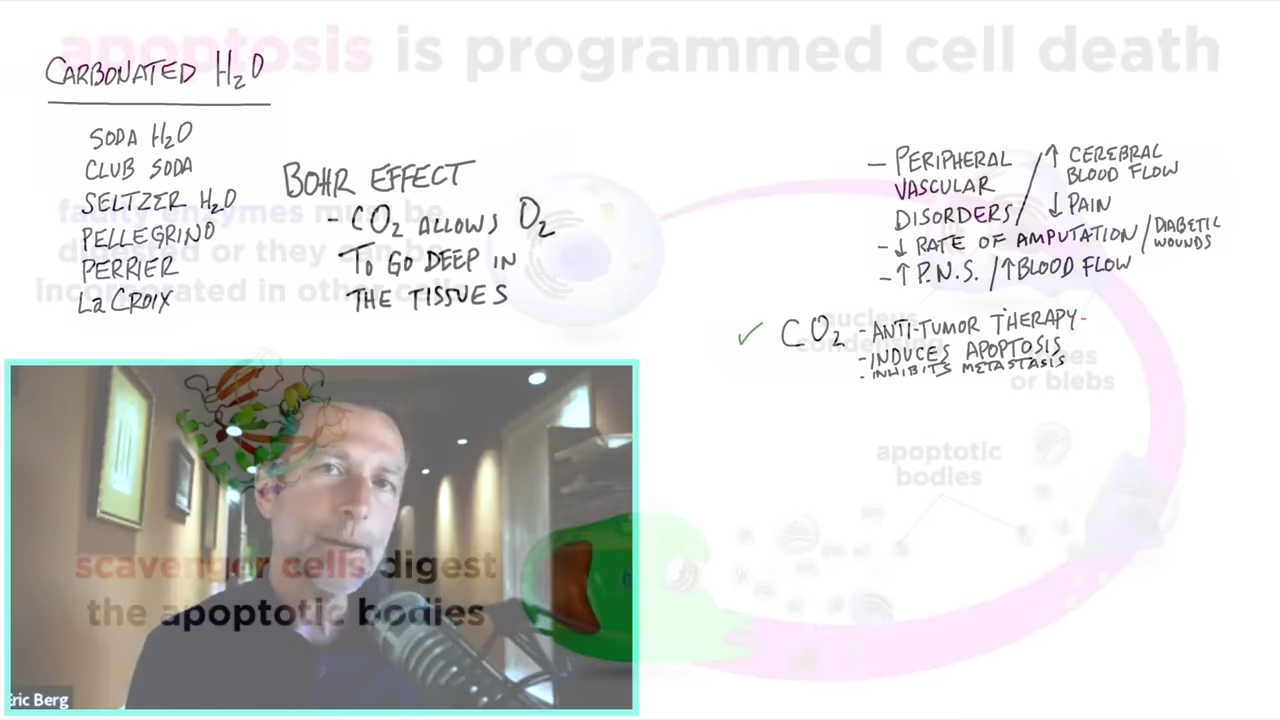 apoptosis is programmed cell death
CARBONATED H₂O
SODA H₂O
CLUB SODA
SELTZER H₂O
PELLEGRINO
PERRIER
La CROIX
BOHR EFFECT
- CO₂ ALLOWS O₂
TO GO DEEP IN
THE TISSUES
faulty enzymes must be
digested or they can be
incorporated in other cells
- PERIPHERAL
VASCULAR
DISORDERS /
↑ CEREBRAL
BLOOD FLOW
↓ PAIN
- ↓ RATE OF AMPUTATION / DIABETIC
WOUNDS
- ↑ P.N.S. / ↑ BLOOD FLOW
✓ CO₂ - ANTI-TUMOR THERAPY-
- INDUCES APOPTOSIS
- INHIBITS METASTASIS
nucleus
condensing
or blebs
apoptotic
bodies
scavenger cells digest
the apoptotic bodies
Eric Berg